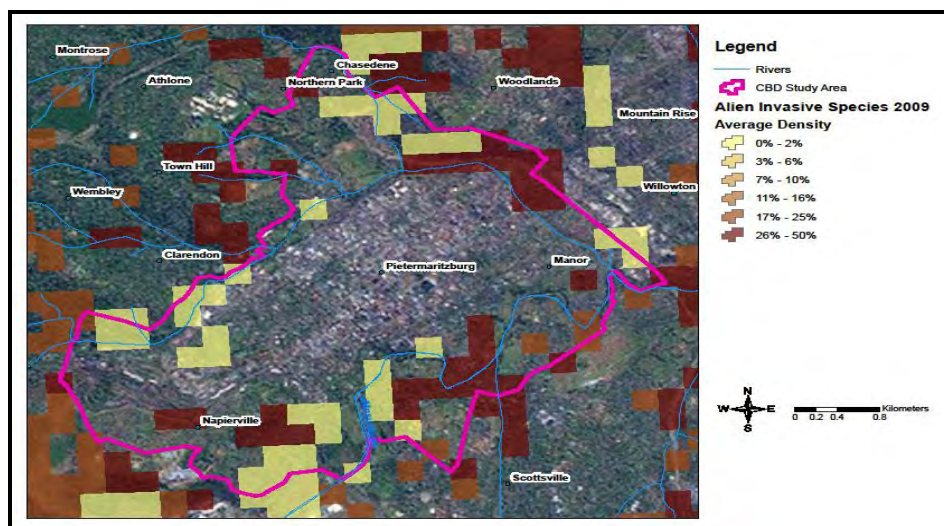 Montrose
Chasedene
Athlone
Northern Park
Woodlands
Mountain Rise
Town Hill
Wembley
Willowton
Clarendon
Pietermaritzburg
Manor
Napierville
Scottsville
Legend
Rivers
CBD Study Area
Alien Invasive Species 2009
Average Density
0% - 2%
3% - 6%
7% - 10%
11% - 16%
17% - 25%
26% - 50%
N
W E
S
Kilometers
0 0.2 0.4 0.8